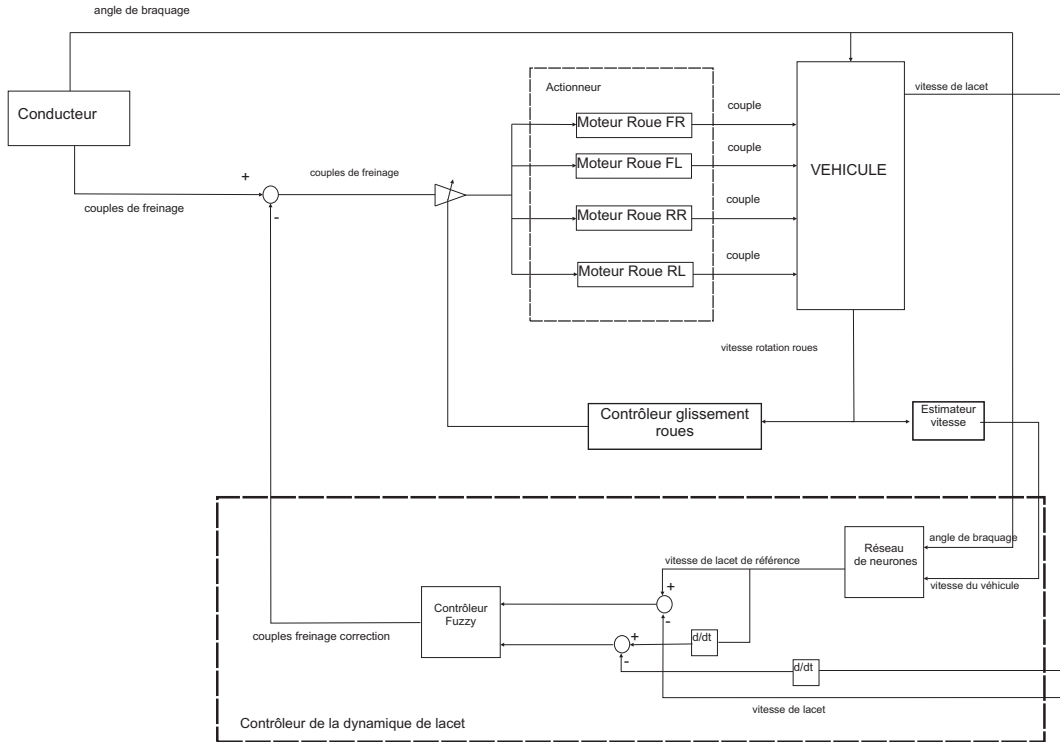 angle de braquage
Conducteur
Actionneur
Moteur Roue FR
Moteur Roue FL
Moteur Roue RR
Moteur Roue RL
couple
couple
couple
couple
VEHICULE
vitesse de lacet
+
-
couples de freinage
couples de freinage
vitesse rotation roues
Contrôleur glissement
roues
Estimateur
vitesse
Réseau
de neurones
angle de braquage
vitesse du véhicule
vitesse de lacet de référence
+
-
Contrôleur
Fuzzy
+
-
d/dt
d/dt
couples freinage correction
vitesse de lacet
Contrôleur de la dynamique de lacet